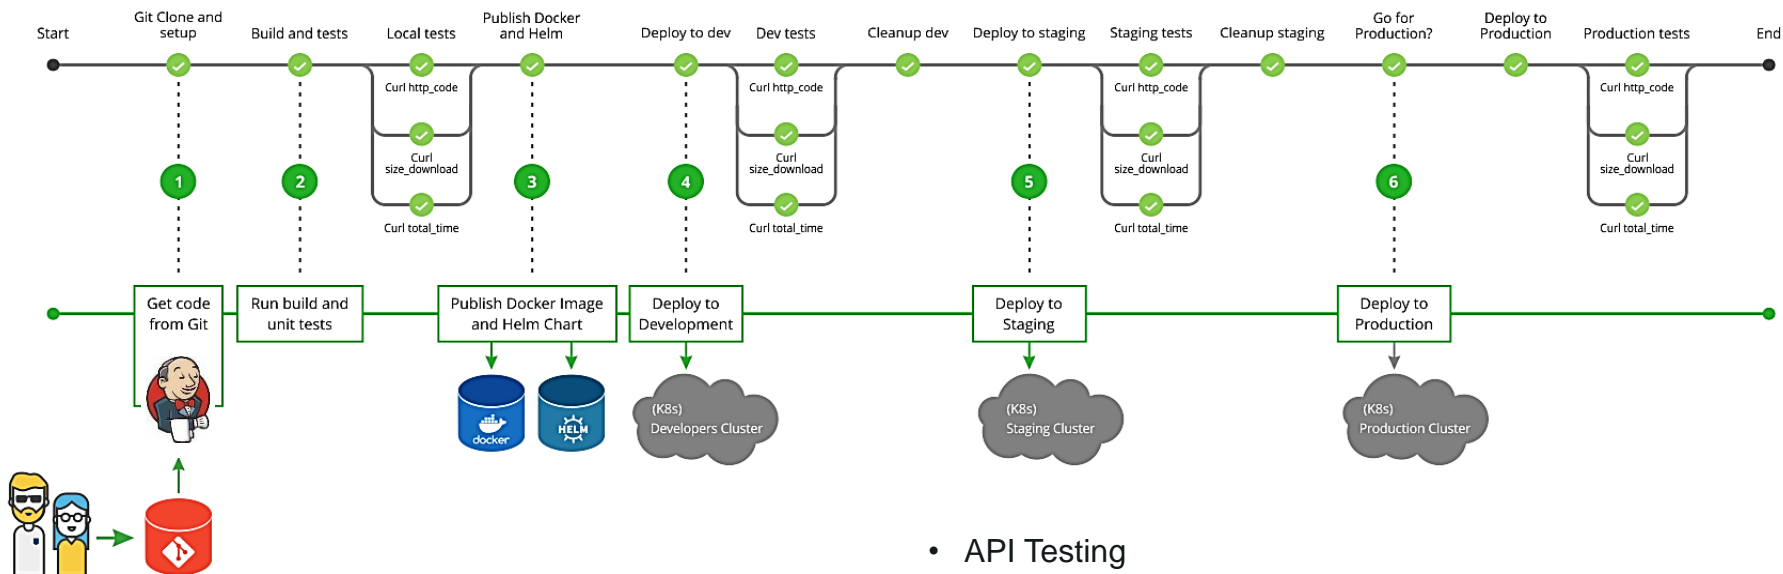 Start
Git Clone and
setup
Build and tests
Local tests
Publish Docker
and Helm
Deploy to dev
Dev tests
Cleanup dev
Deploy to staging
Staging tests
Cleanup staging
Go for
Production?
Deploy to
Production
Production tests
End
Curl http_code
Curl
size_download
Curl total_time
Curl http_code
Curl
size_download
Curl total_time
Curl http_code
Curl
size_download
Curl total_time
Curl http_code
Curl
size_download
Curl total_time
1
2
3
4
5
6
Get code
from Git
Run build and
unit tests
Publish Docker Image
and Helm Chart
Deploy to
Development
Deploy to
Staging
Deploy to
Production
docker
HELM
(K8s)
Developers Cluster
(K8s)
Staging Cluster
(K8s)
Production Cluster
• API Testing